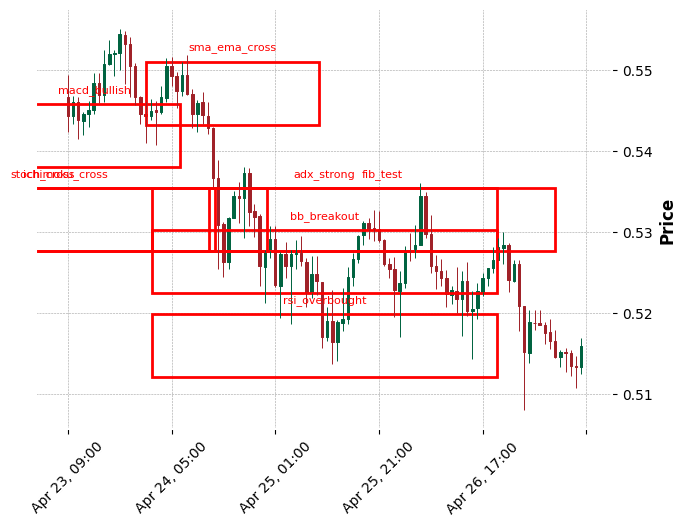 sma_ema_cross
macd_bullish
stoch_cross
ichimoku_cross
adx_strong
fib_test
bb_breakout
rsi_overbought
0.55
0.54
0.53
0.52
0.51
Price
Apr 23, 09:00
Apr 24, 05:00
Apr 25, 01:00
Apr 25, 21:00
Apr 26, 17:00